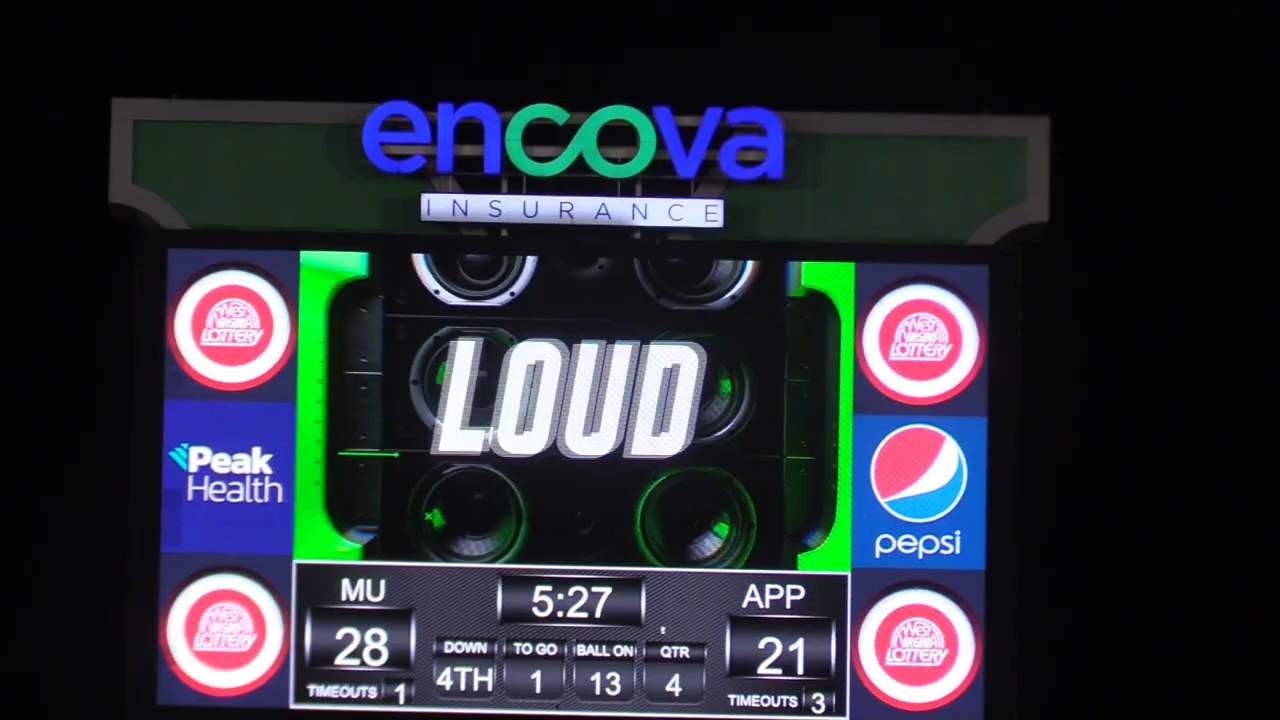 encova
INSURANCE
WEST
VIRGINIA
LOTTERY
WEST
VIRGINIA
LOTTERY
LOUD
Peak
Health
pepsi
WEST
VIRGINIA
LOTTERY
WEST
VIRGINIA
LOTTERY
MU
5:27
APP
28
DOWN TO GO BALL ON QTR
21
4TH 1 13 4
TIMEOUTS 1
TIMEOUTS 3